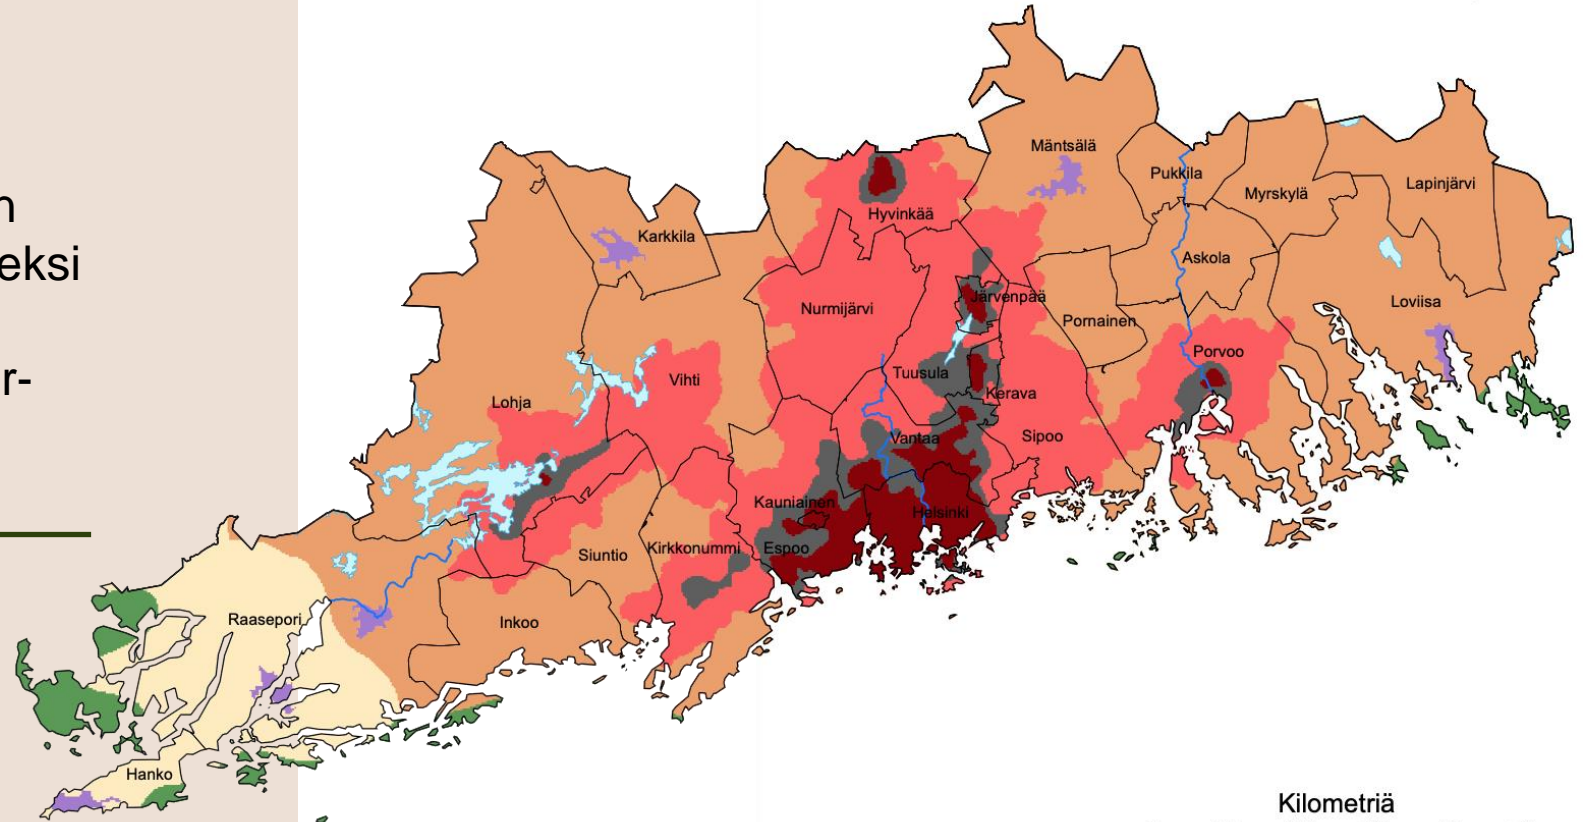 n
eksi
r-
Mäntsälä
Pukkila
Lapinjärvi
Myrskylä
Hyvinkää
Karkkila
Askola
Järvenpää
Loviisa
Nurmijärvi
Pornainen
Porvoo
Tuusula
Vihti
Kerava
Lohja
Vantaa
Sipoo
Kauniainen
Helsinki
Siuntio
Kirkkonummi
Espoo
Raasepori
Inkoo
Hanko
Kilometriä